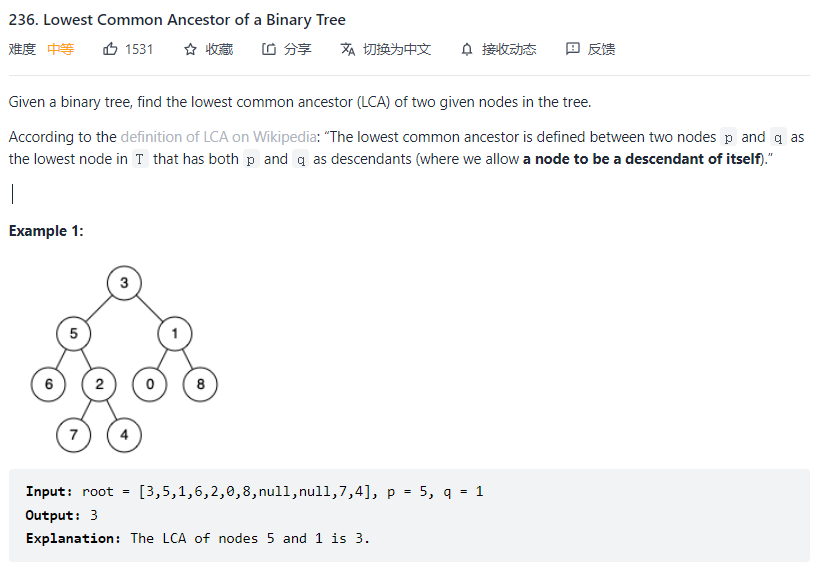 236. Lowest Common Ancestor of a Binary Tree
难度 中等 1531 收藏 分享 切换为中文 接收动态 反馈
Given a binary tree, find the lowest common ancestor (LCA) of two given nodes in the tree.
According to the definition of LCA on Wikipedia: “The lowest common ancestor is defined between two nodes p and q as
the lowest node in T that has both p and q as descendants (where we allow a node to be a descendant of itself).”
Example 1:
3
5 1
6 2 0 8
7 4
Input: root = [3,5,1,6,2,0,8,null,null,7,4], p = 5, q = 1
Output: 3
Explanation: The LCA of nodes 5 and 1 is 3.